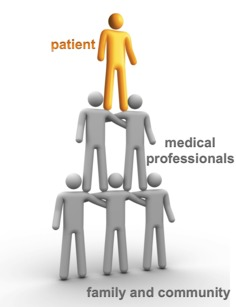 patient
medical
professionals
family and community